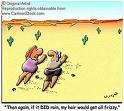 © Original Artist
Reproduction rights obtainable from
www.CartoonStock.com
"Then again, if it DID rain, my hair would get all frizzy."